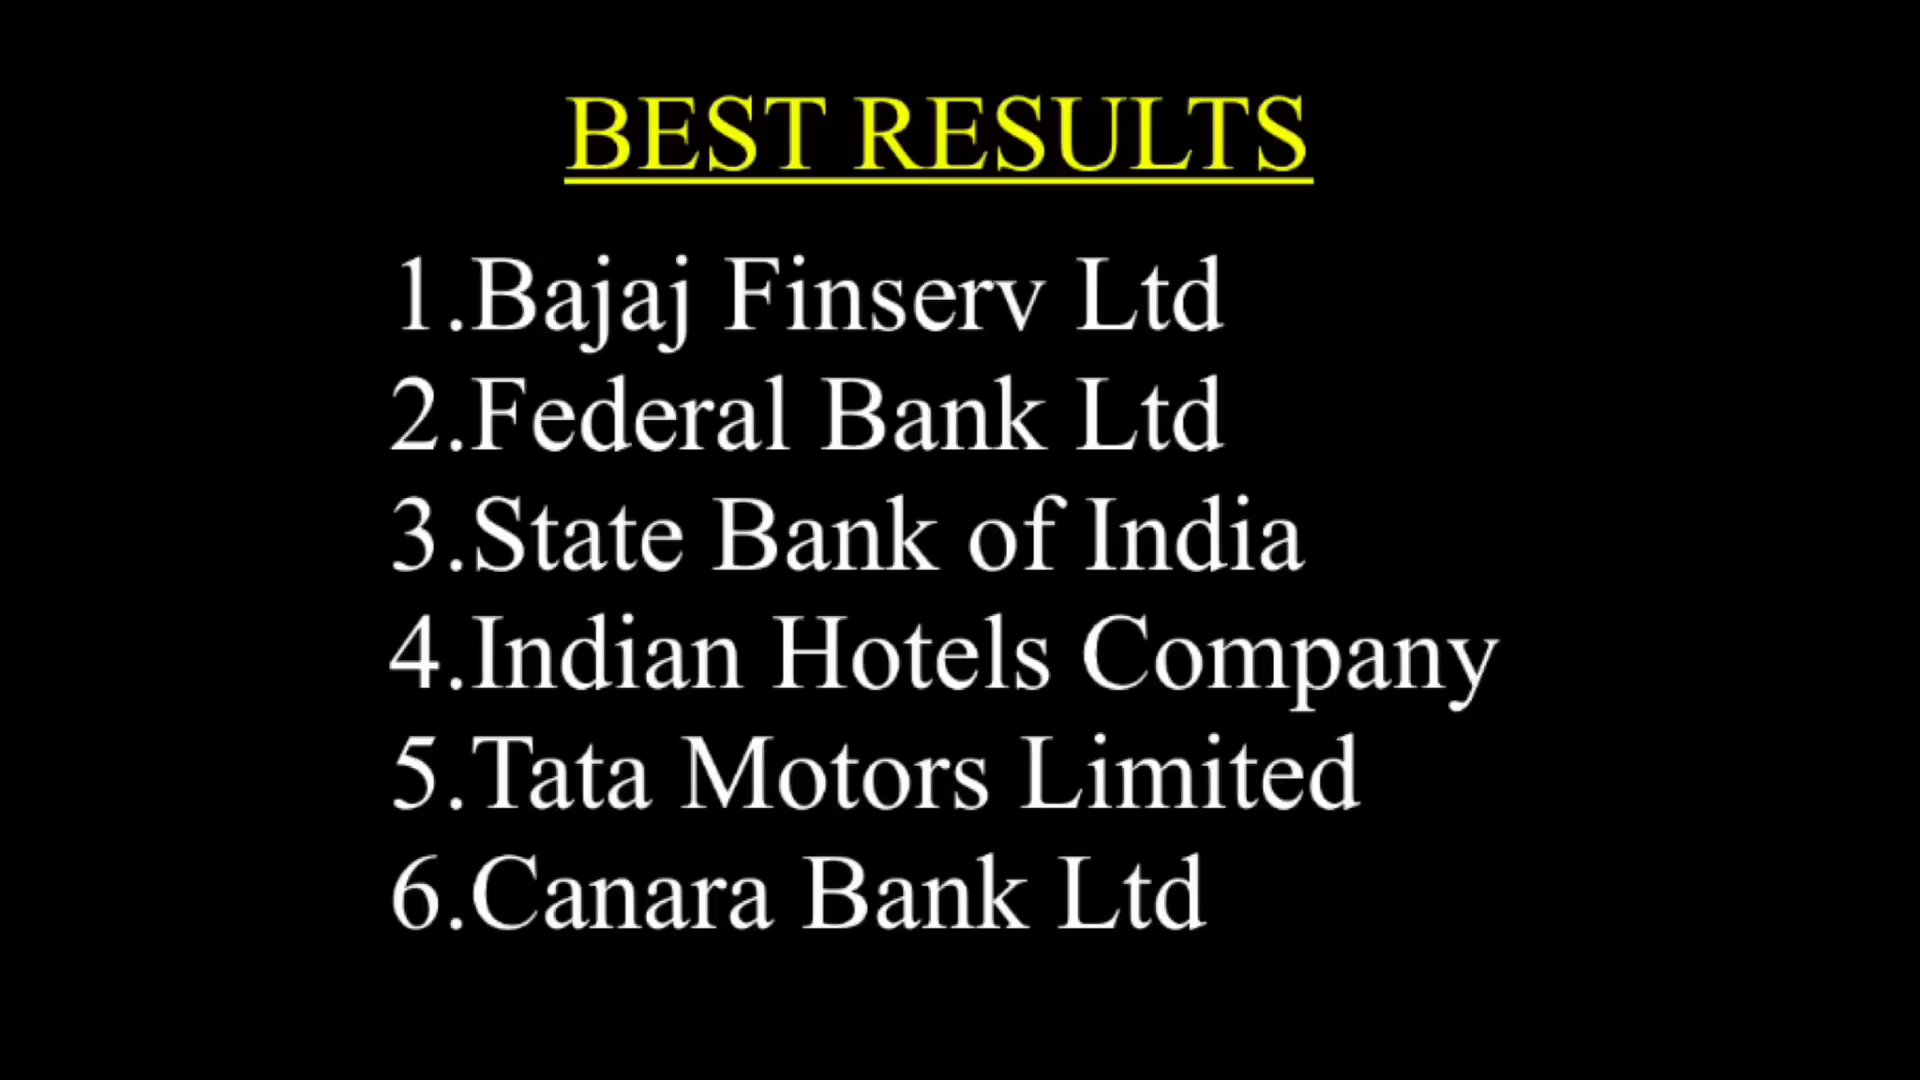 BEST RESULTS
1.Bajaj Finserv Ltd
2.Federal Bank Ltd
3.State Bank of India
4.Indian Hotels Company
5.Tata Motors Limited
6.Canara Bank Ltd